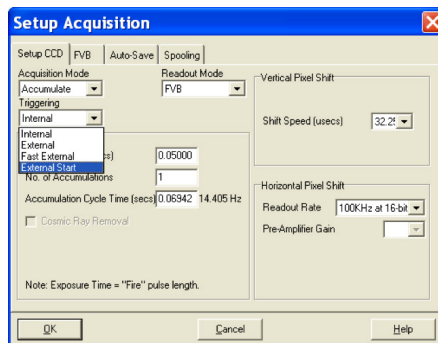 Setup Acquisition
Setup CCD FVB Auto-Save Spooling
Acquisition Mode Readout Mode
Accumulate FVB
Triggering
Internal
Internal
External
Fast External
External Start
0.05000
No. of Accumulations 1
Accumulation Cycle Time (secs) 0.06942 14.405 Hz
Cosmic Ray Removal
Note: Exposure Time = "Fire" pulse length.
Vertical Pixel Shift
Shift Speed (usecs)
Horizontal Pixel Shift
Readout Rate 100KHz at 16-bit
Pre-Amplifier Gain
OK Cancel Help